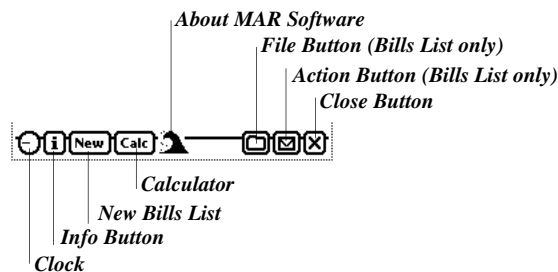 About MAR Software
File Button (Bills List only)
Action Button (Bills List only)
Close Button
i New Calc
Calculator
New Bills List
Info Button
Clock